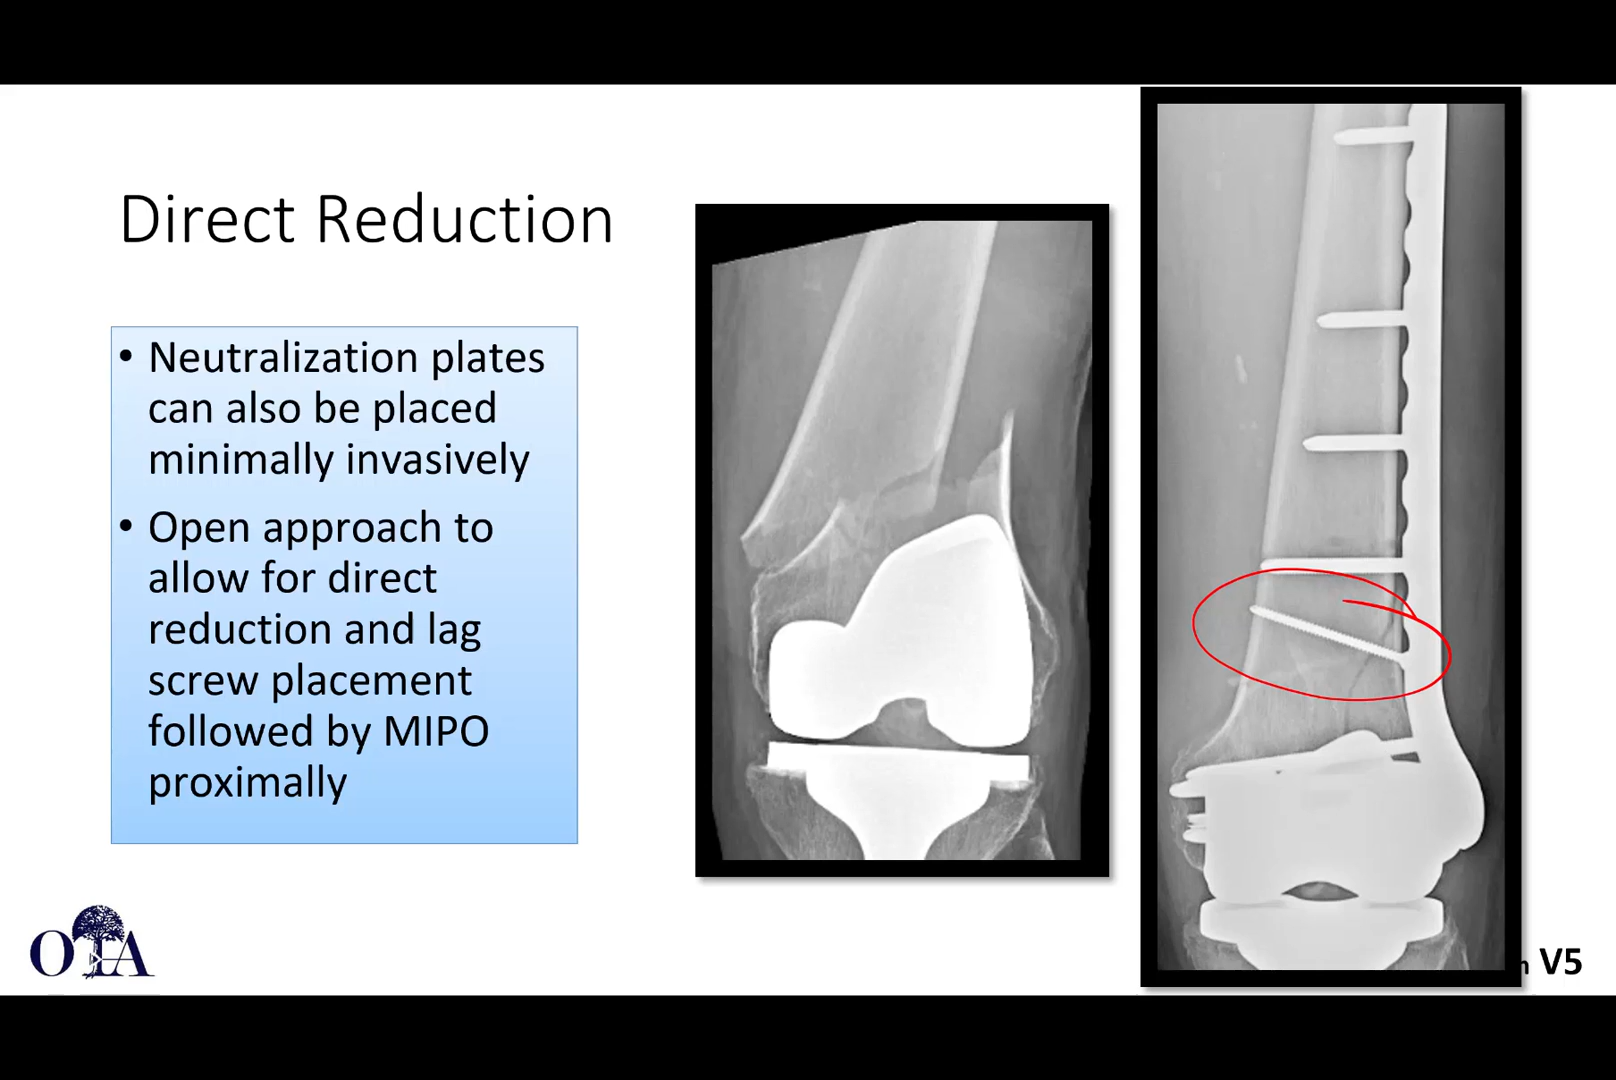 Direct Reduction
• Neutralization plates
can also be placed
minimally invasively
• Open approach to
allow for direct
reduction and lag
screw placement
followed by MIPO
proximally
OTA
V5